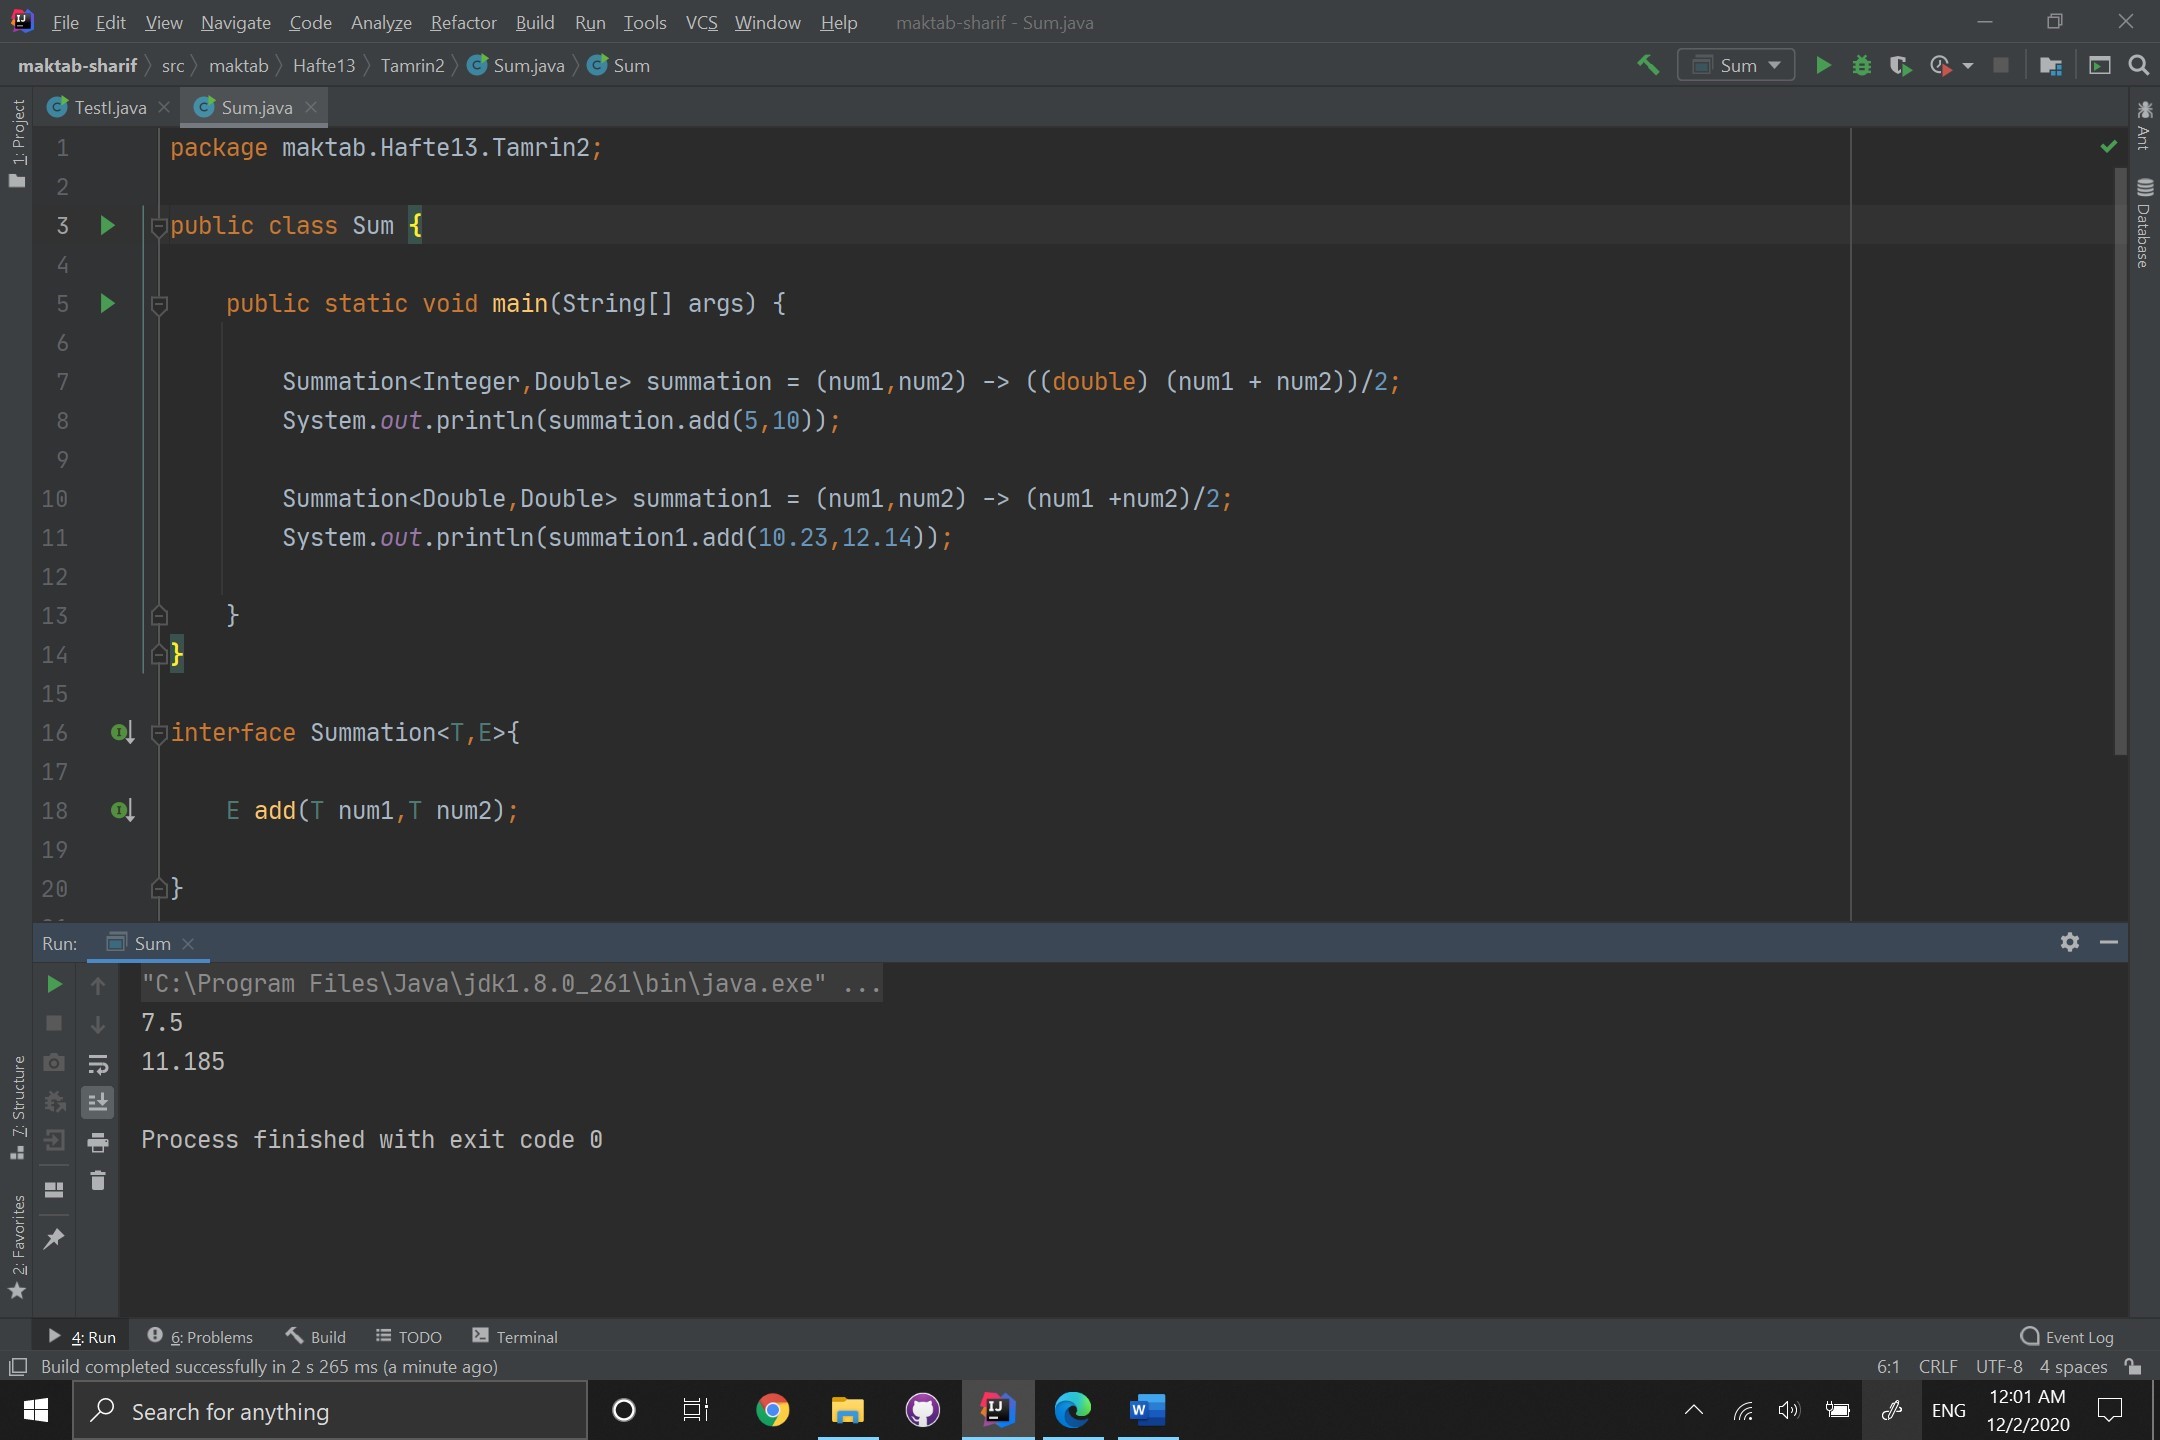 File Edit View Navigate Code Analyze Refactor Build Run Tools VCS Window Help maktab-sharif - Sum.java
maktab-sharif src maktab Hafte13 Tamrin2 Sum.java Sum
Sum
1: Project
TestI.java Sum.java
Ant
Database
1 package maktab.Hafte13.Tamrin2;
2
3 public class Sum {
4
5 public static void main(String[] args) {
6
7 Summation<Integer,Double> summation = (num1,num2) -> ((double) (num1 + num2))/2;
8 System.out.println(summation.add(5,10));
9
10 Summation<Double,Double> summation1 = (num1,num2) -> (num1 +num2)/2;
11 System.out.println(summation1.add(10.23,12.14));
12
13 }
14 }
15
16 interface Summation<T,E>{
17
18 E add(T num1,T num2);
19
20 }
Run: Sum
"C:\Program Files\Java\jdk1.8.0_261\bin\java.exe" ...
7.5
11.185
Process finished with exit code 0
7: Structure
2: Favorites
4: Run 6: Problems Build TODO Terminal Event Log
Build completed successfully in 2 s 265 ms (a minute ago) 6:1 CRLF UTF-8 4 spaces
Search for anything
ENG
12:01 AM
12/2/2020